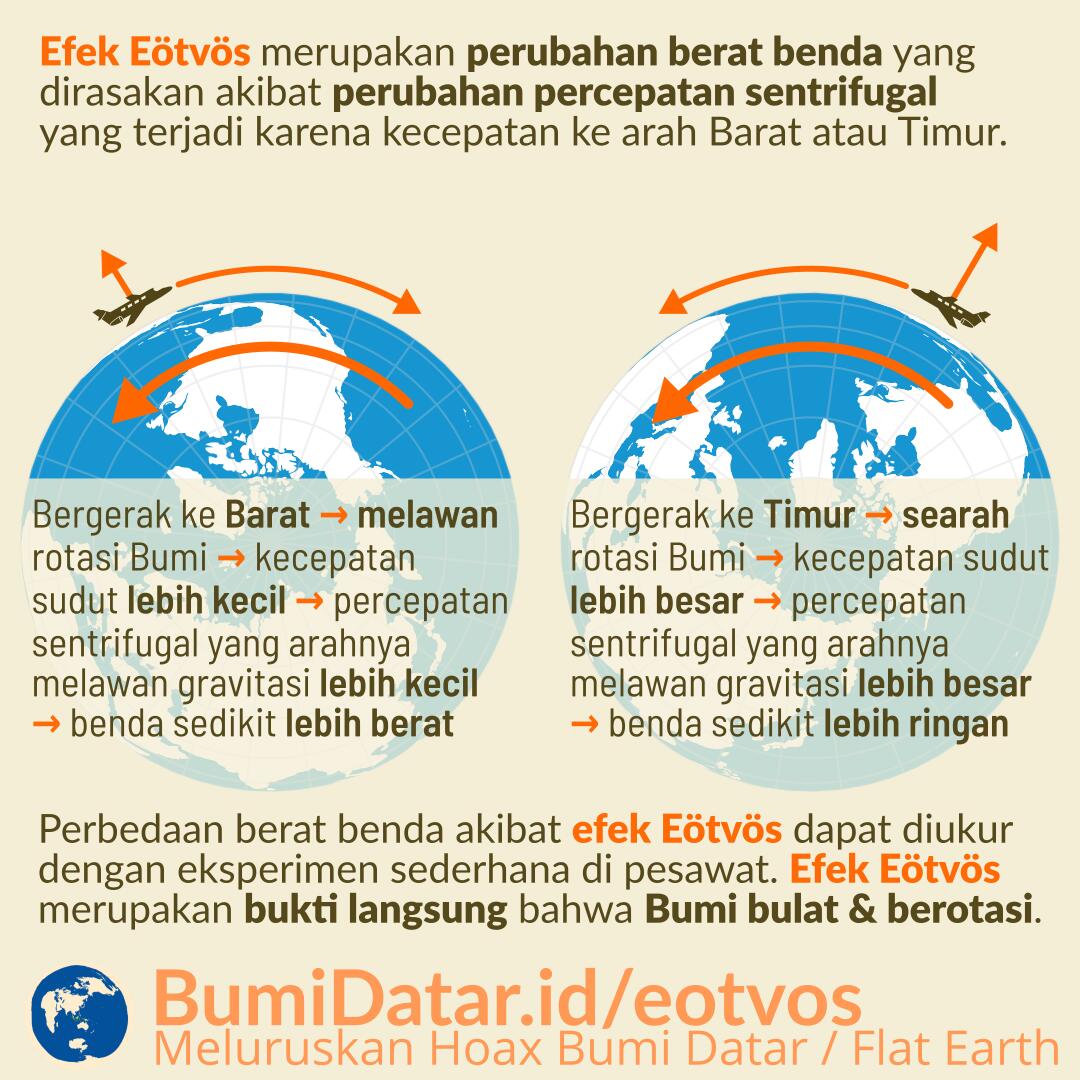 Efek Eötvös merupakan perubahan berat benda yang
dirasakan akibat perubahan percepatan sentrifugal
yang terjadi karena kecepatan ke arah Barat atau Timur.
Bergerak ke Barat → melawan
rotasi Bumi → kecepatan
sudut lebih kecil → percepatan
sentrifugal yang arahnya
melawan gravitasi lebih kecil
→ benda sedikit lebih berat
Bergerak ke Timur → searah
rotasi Bumi → kecepatan sudut
lebih besar → percepatan
sentrifugal yang arahnya
melawan gravitasi lebih besar
→ benda sedikit lebih ringan
Perbedaan berat benda akibat efek Eötvös dapat diukur
dengan eksperimen sederhana di pesawat. Efek Eötvös
merupakan bukti langsung bahwa Bumi bulat & berotasi.
BumiDatar.id/eotvos
Meluruskan Hoax Bumi Datar / Flat Earth